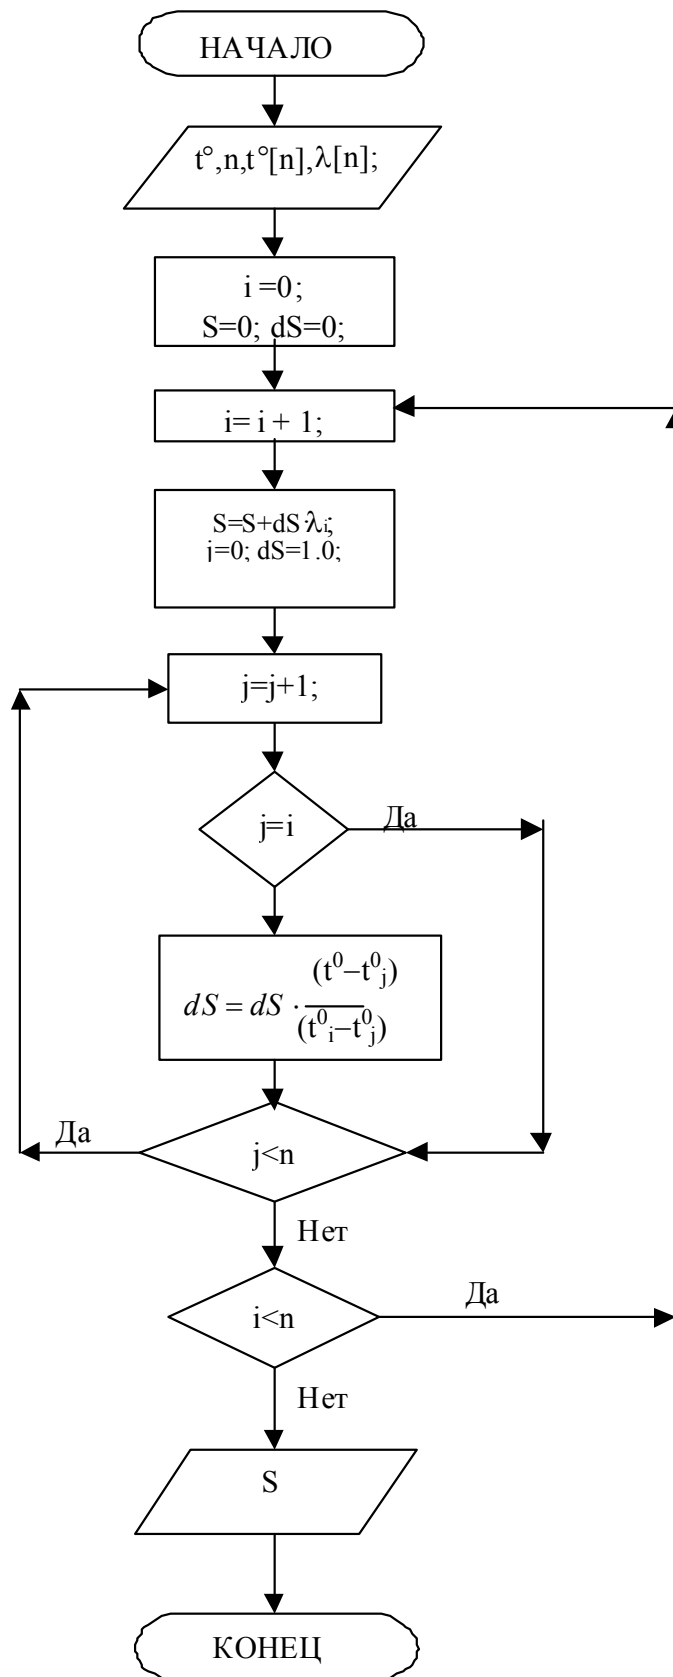 НАЧАЛО
t°,n,t°[n],λ[n];
i =0;
S=0; dS=0;
i= i + 1;
S=S+dS·λi;
j=0; dS=1.0;
j=j+1;
j=i
Да
dS = dS · (t⁰–t⁰j) / (t⁰i–t⁰j)
Да
j<n
Нет
i<n
Да
Нет
S
КОНЕЦ